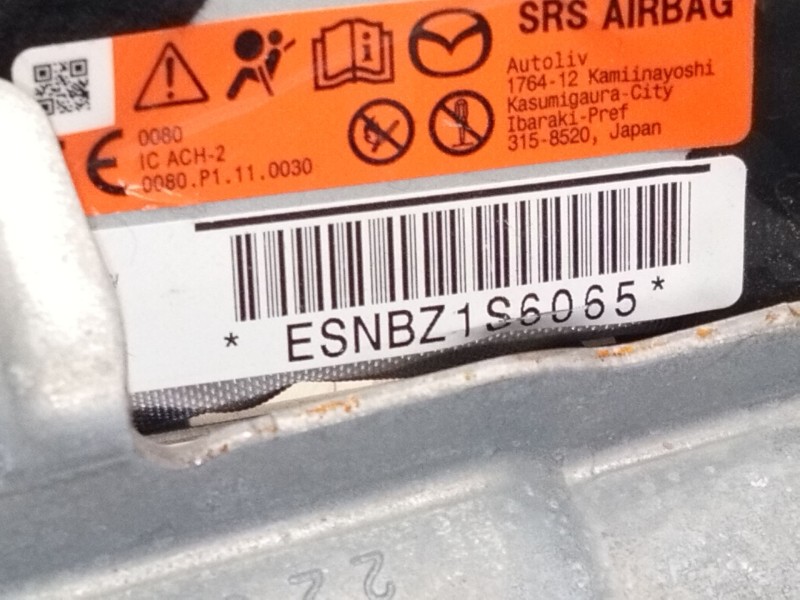 SRS AIRBAG
Autoliv
1764-12 Kamiinayoshi
Kasumigaura-City
Ibaraki-Pref
315-8520, Japan
CE
0080
IC ACH-2
0080.P1.11.0030
* ESNBZ1S6065 *